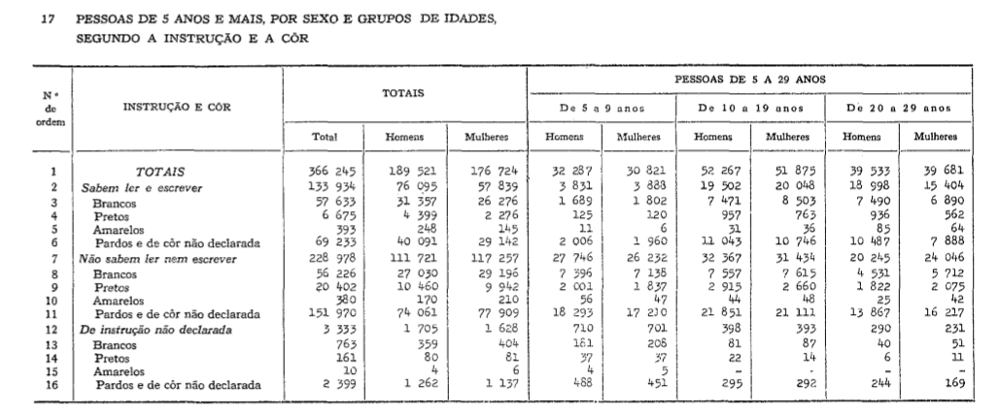 17 PESSOAS DE 5 ANOS E MAIS, POR SEXO E GRUPOS DE IDADES,
SEGUNDO A INSTRUÇÃO E A CÔR
Nº de ordem INSTRUÇÃO E CÔR TOTAIS PESSOAS DE 5 A 29 ANOS
De 5 a 9 anos De 10 a 19 anos De 20 a 29 anos
Total Homens Mulheres Homens Mulheres Homens Mulheres Homens Mulheres
1 TOTAIS 366 245 189 521 176 724 32 287 30 821 52 267 51 875 39 533 39 681
2 Sabem ler e escrever 133 934 76 095 57 839 3 831 3 888 19 502 20 048 18 998 15 404
3 Brancos 57 633 31 357 26 276 1 689 1 802 7 471 8 503 7 490 6 890
4 Pretos 6 675 4 399 2 276 125 120 957 763 936 562
5 Amarelos 393 248 145 11 6 31 36 85 64
6 Pardos e de côr não declarada 69 233 40 091 29 142 2 006 1 960 11 043 10 746 10 487 7 888
7 Não sabem ler nem escrever 228 978 111 721 117 257 27 746 26 232 32 367 31 434 20 245 24 046
8 Brancos 56 226 27 030 29 196 7 396 7 138 7 557 7 615 4 531 5 712
9 Pretos 20 402 10 460 9 942 2 001 1 837 2 915 2 660 1 822 2 075
10 Amarelos 380 170 210 56 47 44 48 25 42
11 Pardos e de côr não declarada 151 970 74 061 77 909 18 293 17 210 21 851 21 111 13 867 16 217
12 De instrução não declarada 3 333 1 705 1 628 710 701 398 393 290 231
13 Brancos 763 359 404 181 208 81 87 40 51
14 Pretos 161 80 81 37 37 22 14 6 11
15 Amarelos 10 4 6 4 5 - - - -
16 Pardos e de côr não declarada 2 399 1 262 1 137 488 451 295 292 244 169